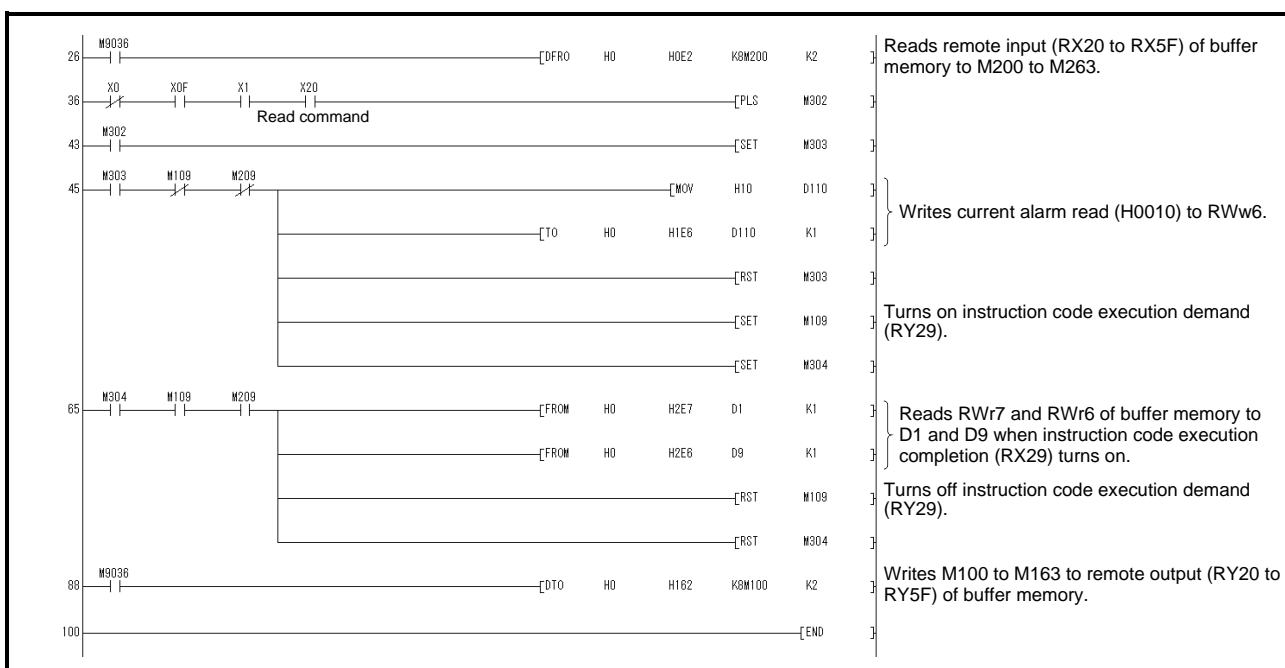 M9036
26 [DFRO H0 H0E2 K8M200 K2 ] Reads remote input (RX20 to RX5F) of buffer
memory to M200 to M263.
X0 X0F X1 X20
36 [PLS M302 ]
Read command
M302
43 [SET M303 ]
M303 M109 M209
45 [MOV H10 D110 ]
Writes current alarm read (H0010) to RWw6.
[TO H0 H1E6 D110 K1 ]
[RST M303 ]
[SET M109 ] Turns on instruction code execution demand
(RY29).
[SET M304 ]
M304 M109 M209
65 [FROM H0 H2E7 D1 K1 ] Reads RWr7 and RWr6 of buffer memory to
D1 and D9 when instruction code execution
[FROM H0 H2E6 D9 K1 ] completion (RX29) turns on.
[RST M109 ] Turns off instruction code execution demand
(RY29).
[RST M304 ]
M9036
88 [DTO H0 H162 K8M100 K2 ] Writes M100 to M163 to remote output (RY20 to
RY5F) of buffer memory.
100 [END ]